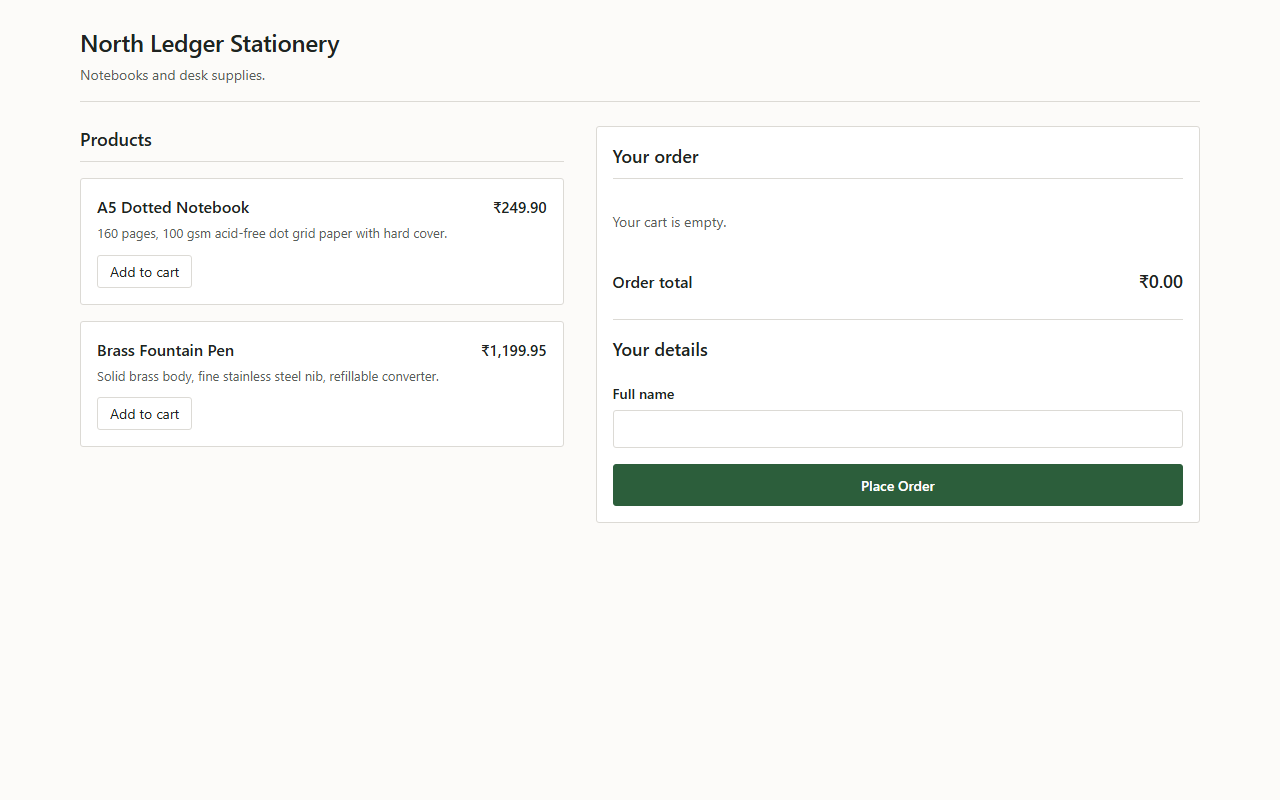 North Ledger Stationery
Notebooks and desk supplies.
Products
A5 Dotted Notebook ₹249.90
160 pages, 100 gsm acid-free dot grid paper with hard cover.
Add to cart
Brass Fountain Pen ₹1,199.95
Solid brass body, fine stainless steel nib, refillable converter.
Add to cart
Your order
Your cart is empty.
Order total ₹0.00
Your details
Full name
Place Order